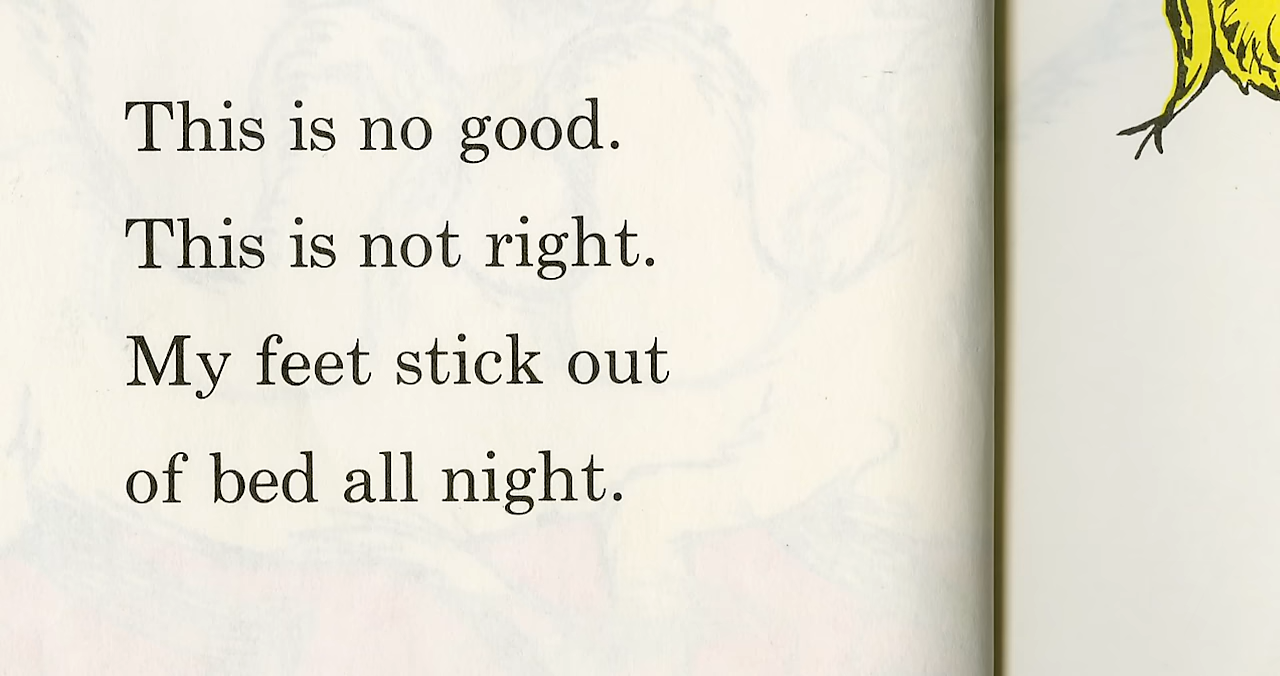 This is no good.
This is not right.
My feet stick out
of bed all night.